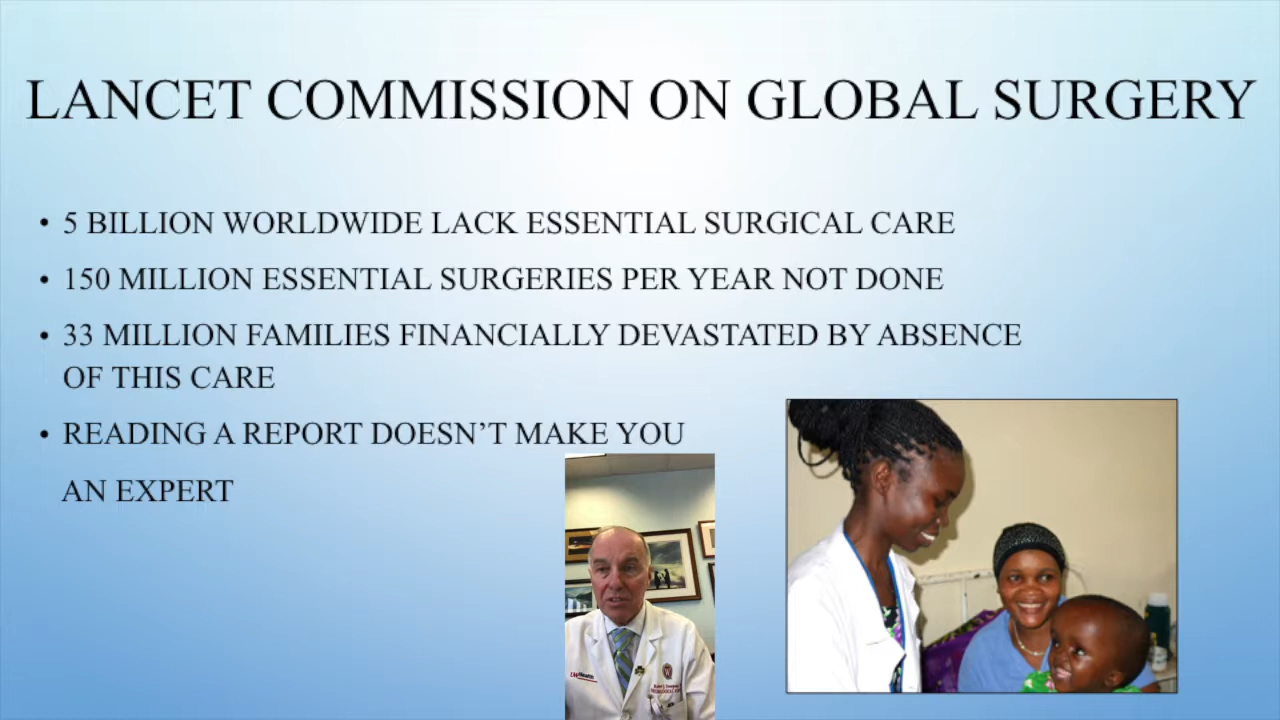 LANCET COMMISSION ON GLOBAL SURGERY
• 5 BILLION WORLDWIDE LACK ESSENTIAL SURGICAL CARE
• 150 MILLION ESSENTIAL SURGERIES PER YEAR NOT DONE
• 33 MILLION FAMILIES FINANCIALLY DEVASTATED BY ABSENCE
OF THIS CARE
• READING A REPORT DOESN’T MAKE YOU
AN EXPERT
UWHealth
W